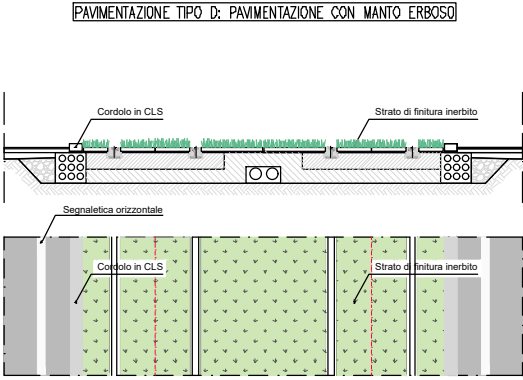 PAVIMENTAZIONE TIPO D: PAVIMENTAZIONE CON MANTO ERBOSO
Cordolo in CLS
Strato di finitura inerbito
Segnaletica orizzontale
Cordolo in CLS
Strato di finitura inerbito